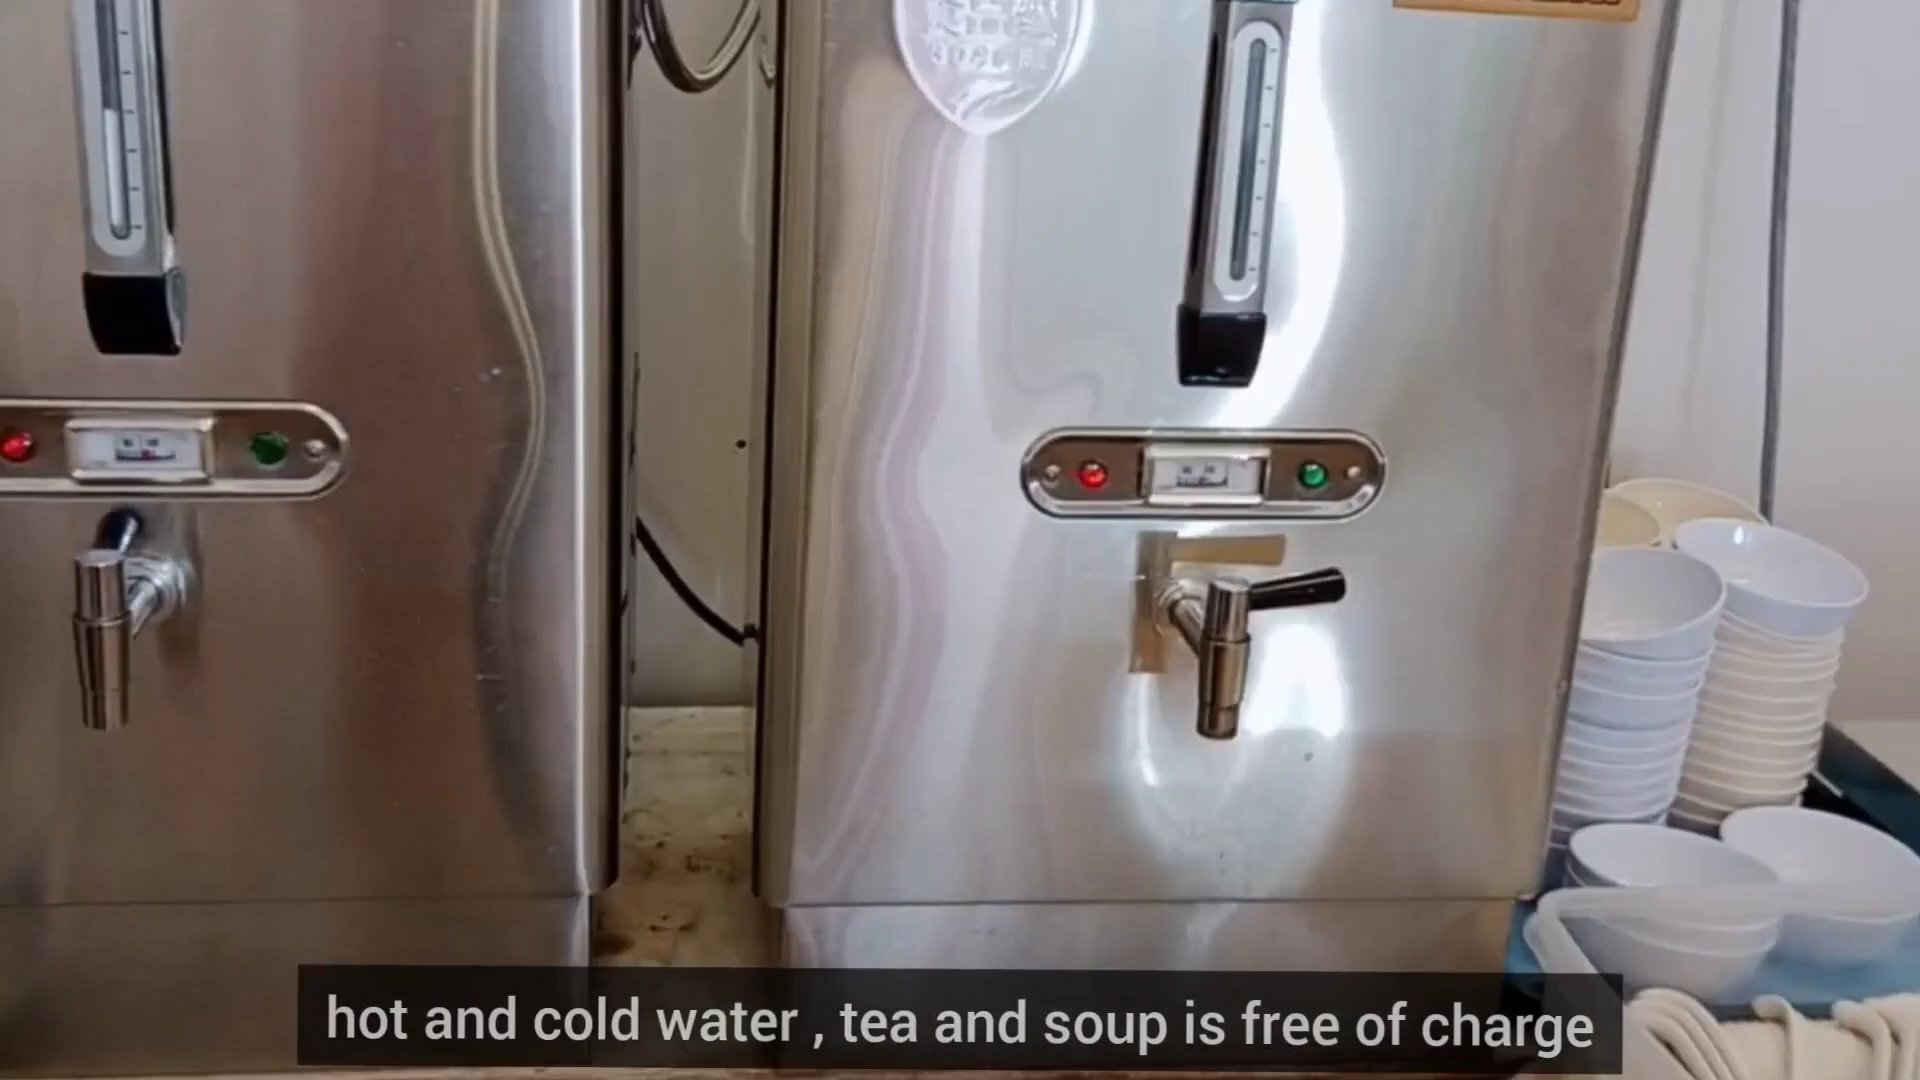 hot and cold water , tea and soup is free of charge